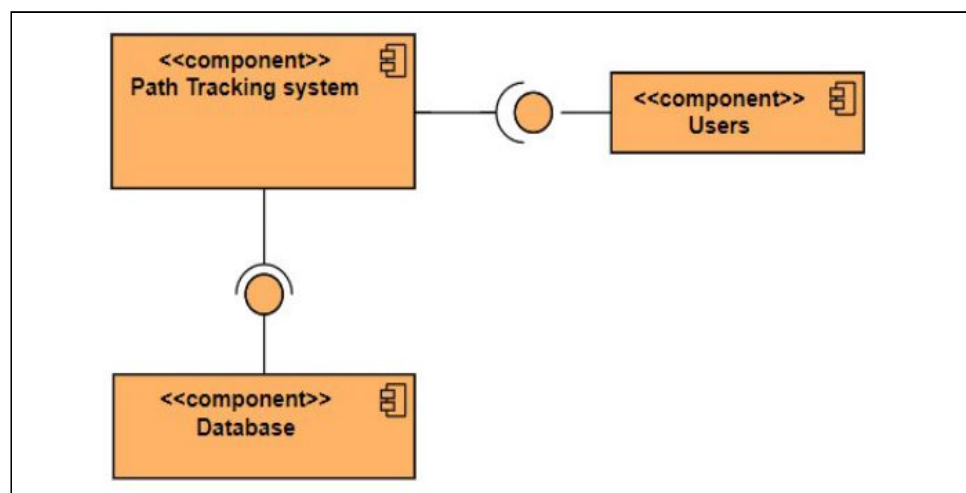 <<component>>
Path Tracking system
<<component>>
Users
<<component>>
Database